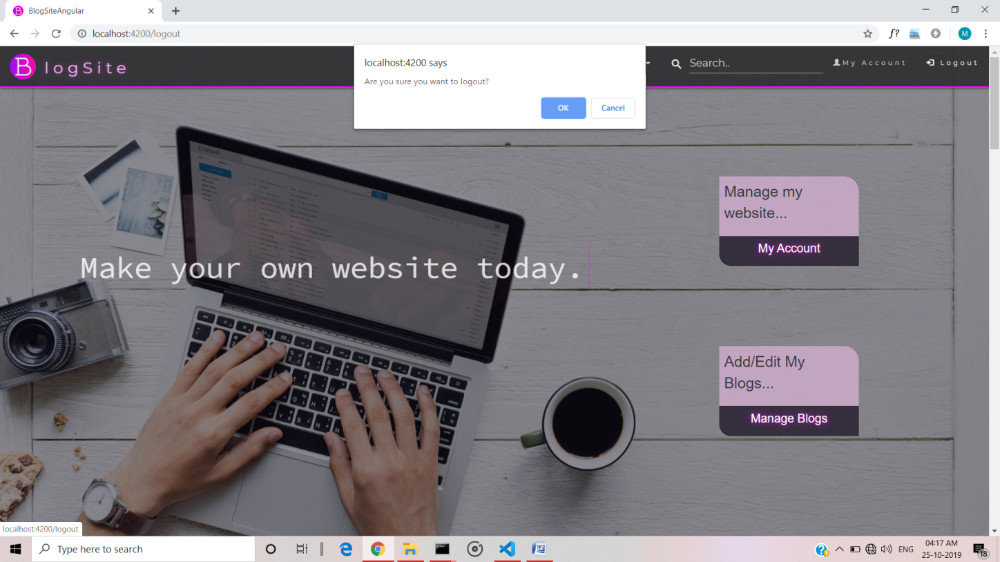 BlogSiteAngular
localhost:4200/logout
f?
M
localhost:4200 says
Are you sure you want to logout?
OK
Cancel
B logSite
Search..
My Account
Logout
Email
Manage my
website...
My Account
Make your own website today.
Add/Edit My
Blogs...
Manage Blogs
localhost:4200/logout
Type here to search
ENG
04:17 AM
25-10-2019
18